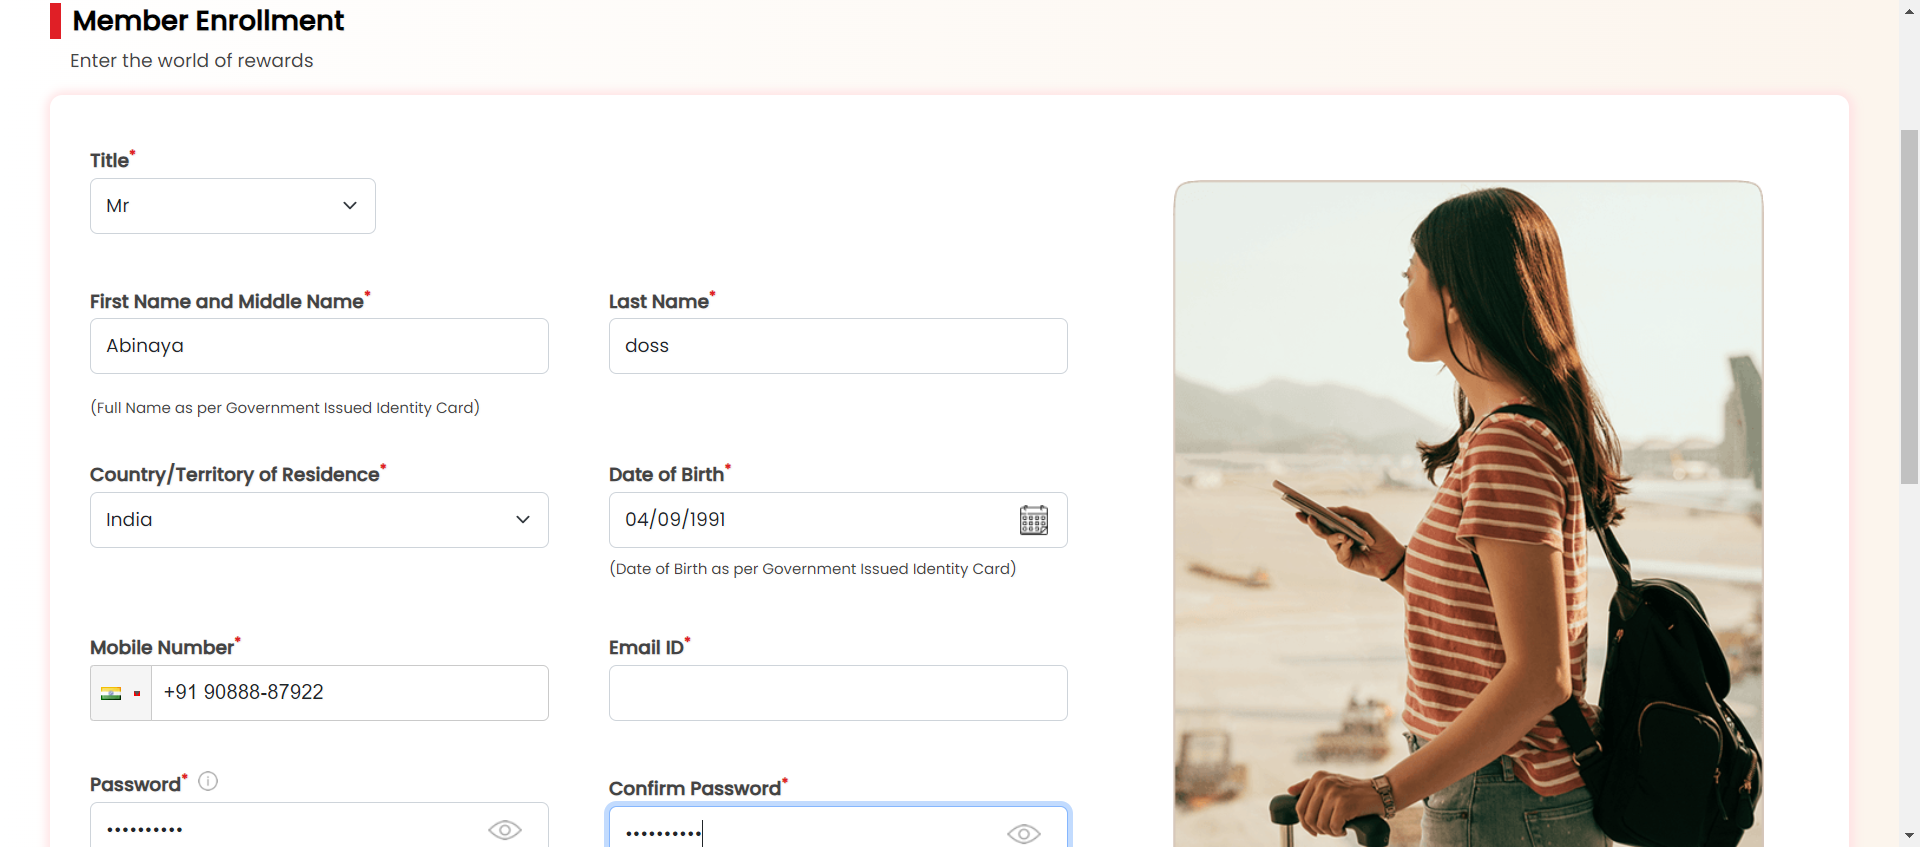 Member Enrollment
Enter the world of rewards
Title*
Mr
First Name and Middle Name* Last Name*
Abinaya doss
(Full Name as per Government Issued Identity Card)
Country/Territory of Residence* Date of Birth*
India 04/09/1991
(Date of Birth as per Government Issued Identity Card)
Mobile Number* Email ID*
+91 90888-87922
Password* Confirm Password*
•••••••••• ••••••••••